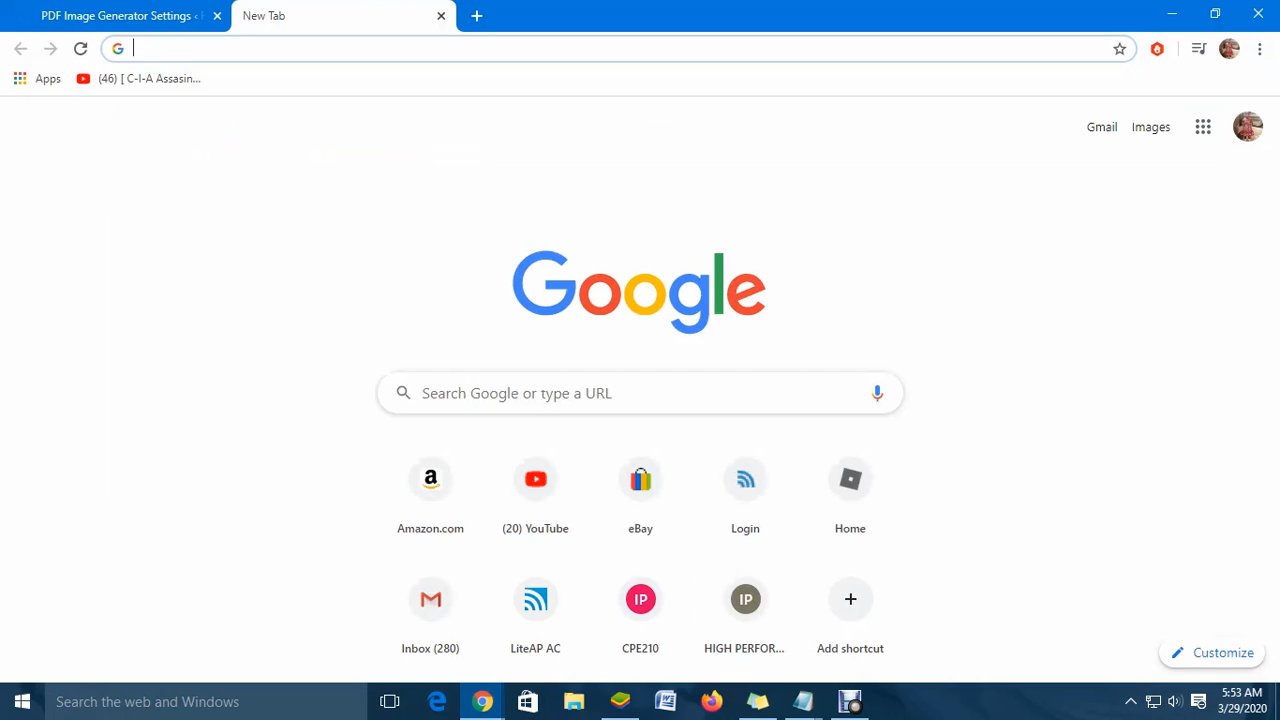 PDF Image Generator Settings ‹
New Tab
Apps
(46) [ C-I-A Assasin...
Gmail
Images
Google
Search Google or type a URL
Amazon.com
(20) YouTube
eBay
Login
Home
IP
IP
Inbox (280)
LiteAP AC
CPE210
HIGH PERFOR...
Add shortcut
Customize
Search the web and Windows
5:53 AM
3/29/2020